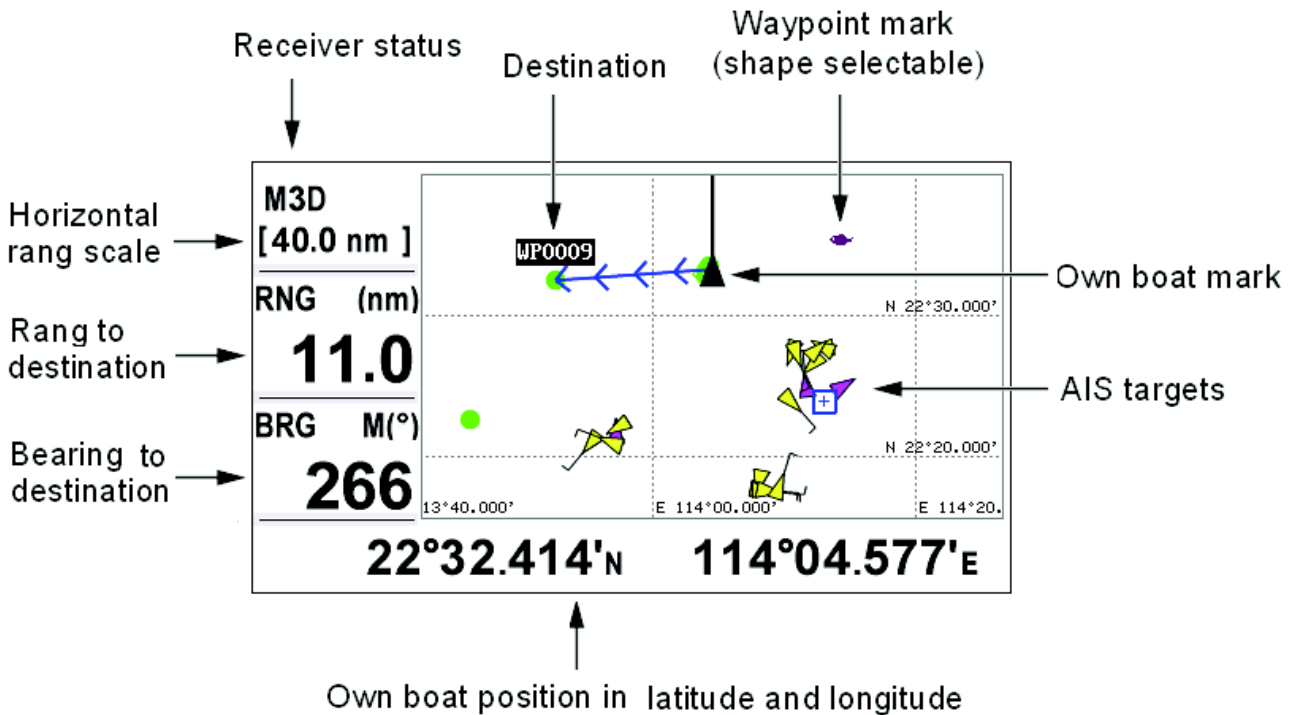 Waypoint mark
(shape selectable)
Receiver status
Destination
M3D
[40.0 nm ]
Horizontal
rang scale
WP0009
Own boat mark
RNG (nm)
N 22°30.000'
11.0
Rang to
destination
AIS targets
BRG M(°)
N 22°20.000'
266
Bearing to
destination
13°40.000'
E 114°00.000'
E 114°20.
22°32.414'N 114°04.577'E
Own boat position in latitude and longitude